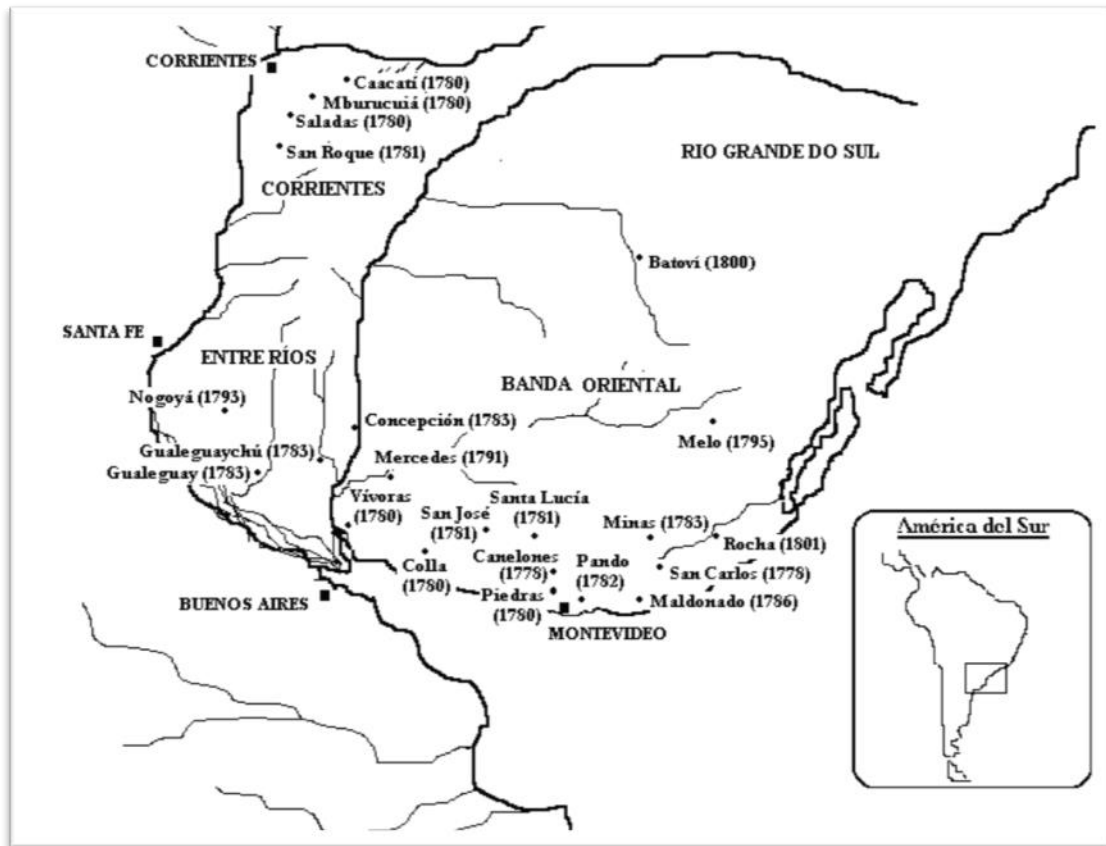 CORRIENTES
Caacatí (1780)
Mburucuiá (1780)
Saladas (1780)
San Roque (1781)
CORRIENTES
RIO GRANDE DO SUL
Batoví (1800)
SANTA FE
ENTRE RÍOS
BANDA ORIENTAL
Nogoyá (1793)
Concepción (1783)
Melo (1795)
Gualeguaychú (1783)
Gualeguay (1783)
Mercedes (1791)
Vívoras
(1780)
San José
(1781)
Santa Lucía
(1781)
Minas (1783)
Rocha (1801)
Colla
(1780)
Canelones
(1778)
Pando
(1782)
San Carlos (1778)
Piedras
(1780)
Maldonado (1786)
BUENOS AIRES
MONTEVIDEO
América del Sur